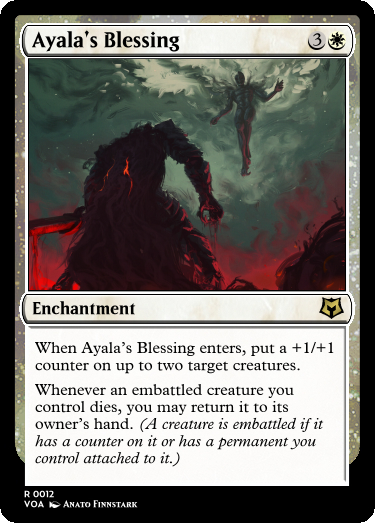 Ayala's Blessing 3
Enchantment
When Ayala's Blessing enters, put a +1/+1
counter on up to two target creatures.
Whenever an embattled creature you
control dies, you may return it to its
owner's hand. (A creature is embattled if it
has a counter on it or has a permanent you
control attached to it.)
R 0012
VOA Anato Finnstark